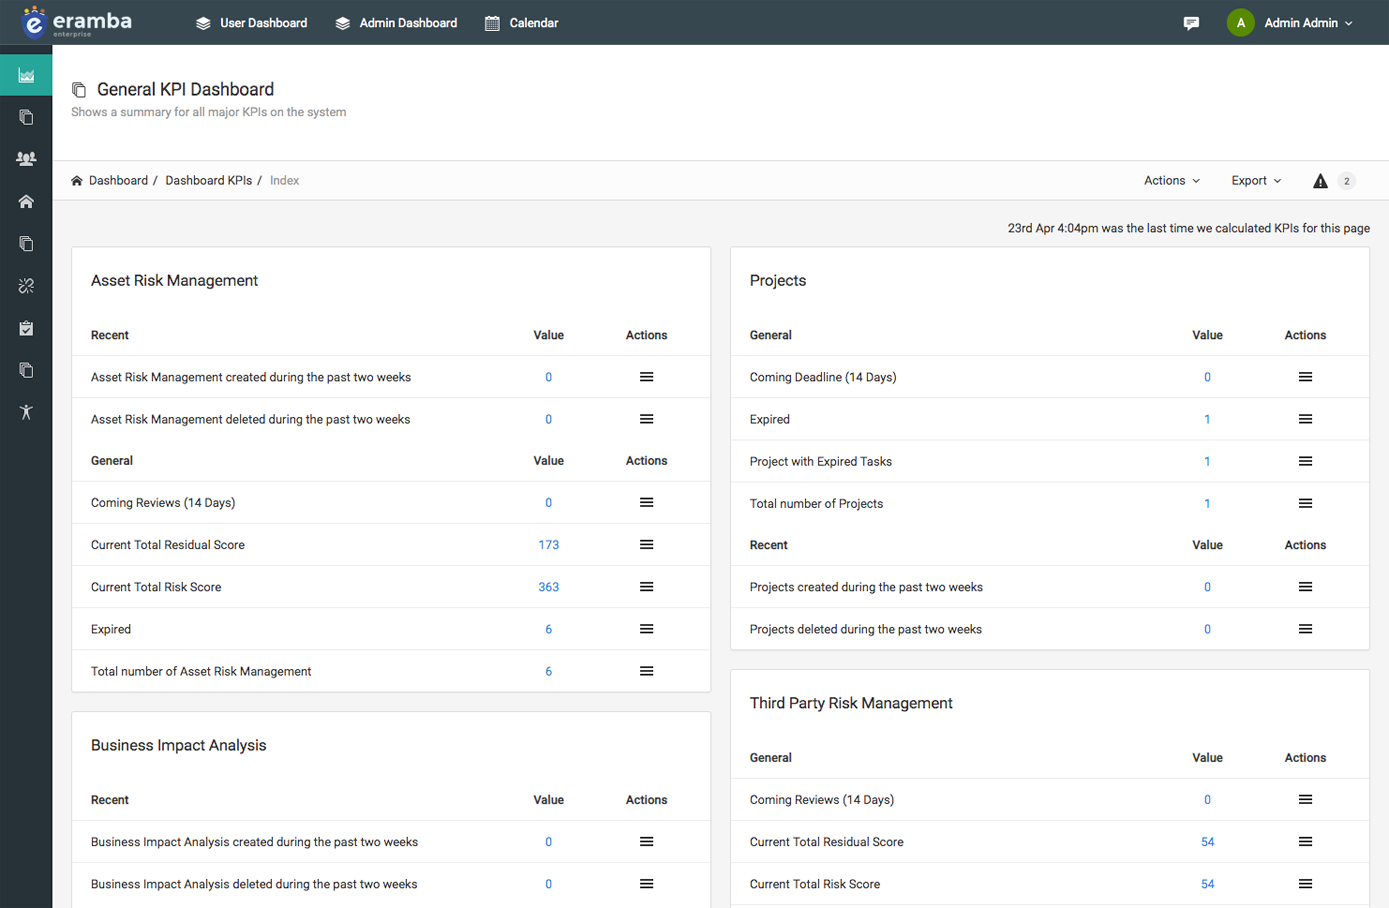 eramba
enterprise
User Dashboard
Admin Dashboard
Calendar
A
Admin Admin
General KPI Dashboard
Shows a summary for all major KPIs on the system
Dashboard / Dashboard KPIs / Index
Actions
Export
2
23rd Apr 4:04pm was the last time we calculated KPIs for this page
Asset Risk Management
Recent Value Actions
Asset Risk Management created during the past two weeks 0
Asset Risk Management deleted during the past two weeks 0
General Value Actions
Coming Reviews (14 Days) 0
Current Total Residual Score 173
Current Total Risk Score 363
Expired 6
Total number of Asset Risk Management 6
Business Impact Analysis
Recent Value Actions
Business Impact Analysis created during the past two weeks 0
Business Impact Analysis deleted during the past two weeks 0
Projects
General Value Actions
Coming Deadline (14 Days) 0
Expired 1
Project with Expired Tasks 1
Total number of Projects 1
Recent Value Actions
Projects created during the past two weeks 0
Projects deleted during the past two weeks 0
Third Party Risk Management
General Value Actions
Coming Reviews (14 Days) 0
Current Total Residual Score 54
Current Total Risk Score 54